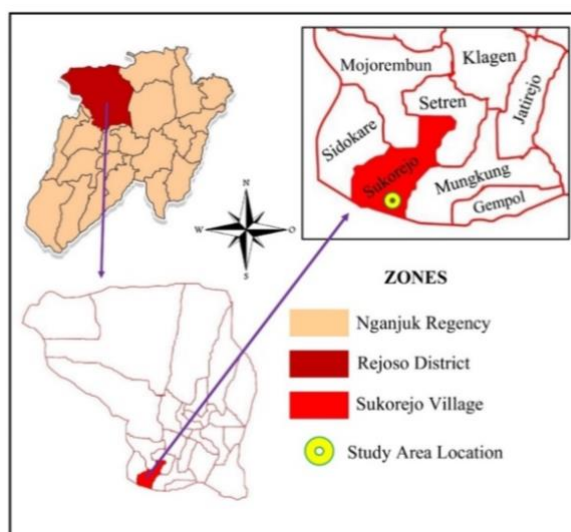 Mojorembun
Klagen
Jatirejo
Setren
Sidokare
Sukorejo
Mungkung
Gempol
N
W
O
S
ZONES
Nganjuk Regency
Rejoso District
Sukorejo Village
Study Area Location